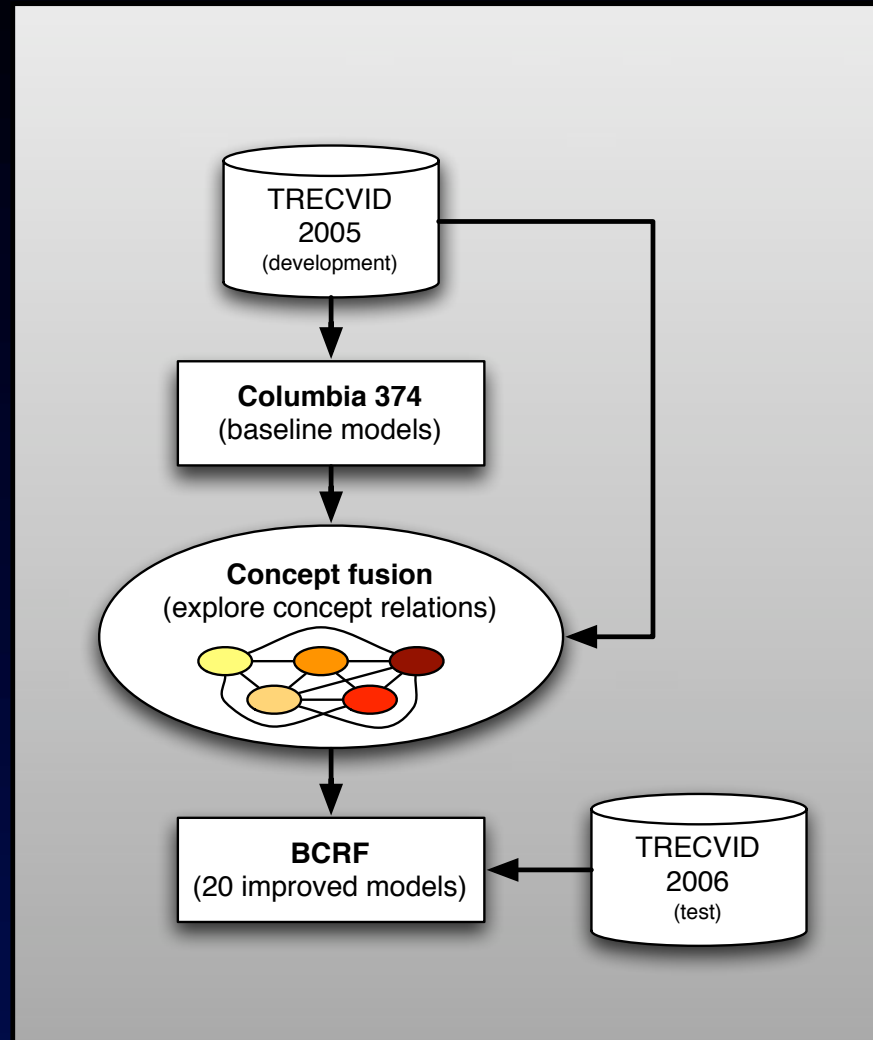 TRECVID
2005
(development)
Columbia 374
(baseline models)
Concept fusion
(explore concept relations)
BCRF
(20 improved models)
TRECVID
2006
(test)